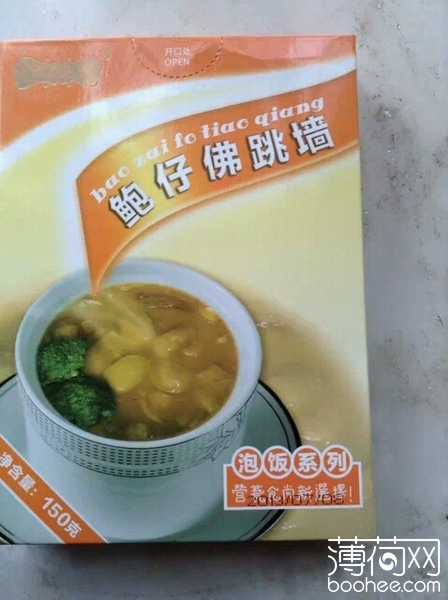 开口处
OPEN
bao zai fo tiao qiang
鲍仔佛跳墙
泡饭系列
营养食尚新选择!
净含量：150克
薄荷网
boohee.com